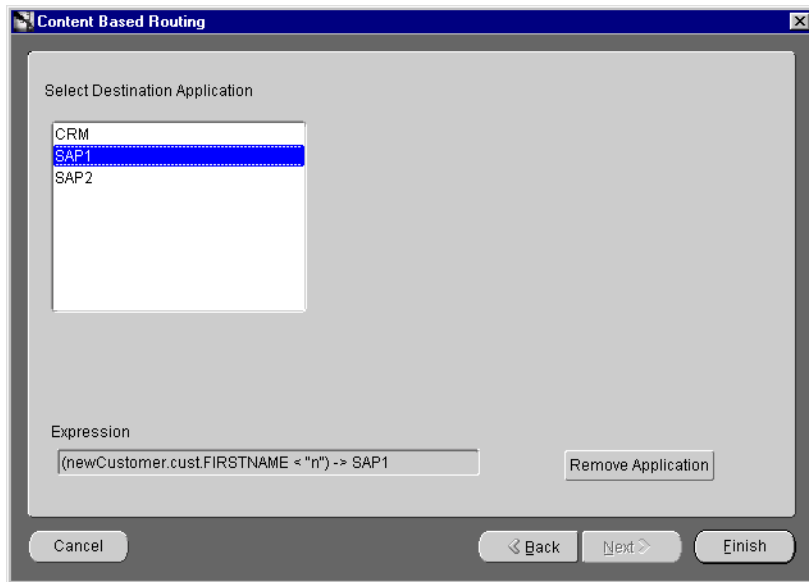 Content Based Routing
Select Destination Application
CRM
SAP1
SAP2
Expression
(newCustomer.cust.FIRSTNAME < "n") -> SAP1
Remove Application
Cancel
Back
Next
Finish